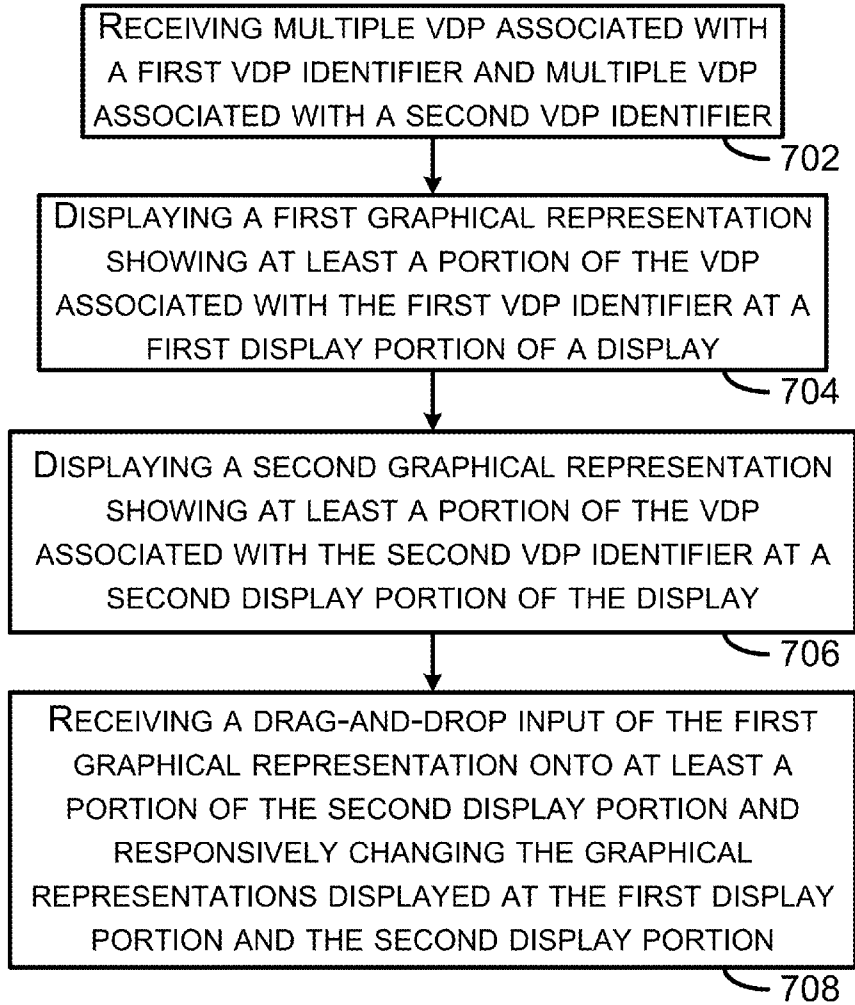 RECEIVING MULTIPLE VDP ASSOCIATED WITH
A FIRST VDP IDENTIFIER AND MULTIPLE VDP
ASSOCIATED WITH A SECOND VDP IDENTIFIER
702
DISPLAYING A FIRST GRAPHICAL REPRESENTATION
SHOWING AT LEAST A PORTION OF THE VDP
ASSOCIATED WITH THE FIRST VDP IDENTIFIER AT A
FIRST DISPLAY PORTION OF A DISPLAY
704
DISPLAYING A SECOND GRAPHICAL REPRESENTATION
SHOWING AT LEAST A PORTION OF THE VDP
ASSOCIATED WITH THE SECOND VDP IDENTIFIER AT A
SECOND DISPLAY PORTION OF THE DISPLAY
706
RECEIVING A DRAG-AND-DROP INPUT OF THE FIRST
GRAPHICAL REPRESENTATION ONTO AT LEAST A
PORTION OF THE SECOND DISPLAY PORTION AND
RESPONSIVELY CHANGING THE GRAPHICAL
REPRESENTATIONS DISPLAYED AT THE FIRST DISPLAY
PORTION AND THE SECOND DISPLAY PORTION
708